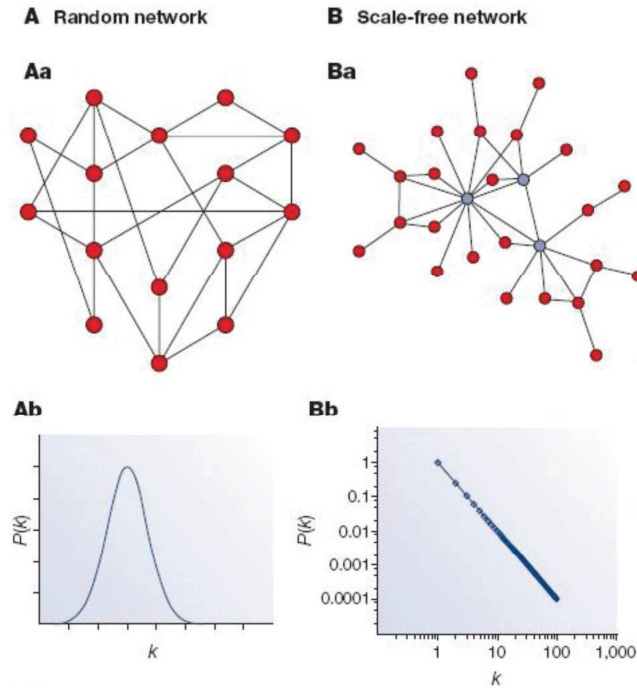 A Random network
B Scale-free network
Aa
Ba
Ab
Bb
P(k)
k
P(k)
1
0.1
0.01
0.001
0.0001
1
10
100
1,000
k